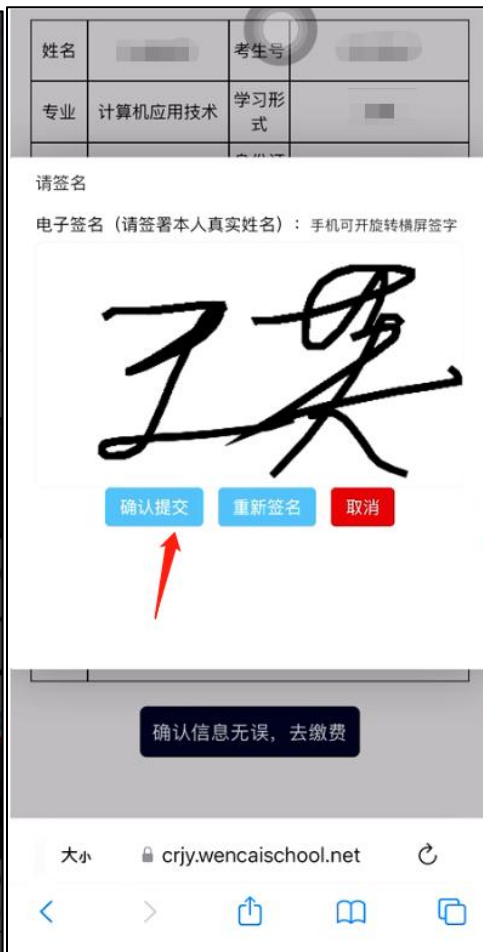 姓名 考生号
专业 计算机应用技术 学习形式
请签名
电子签名（请签署本人真实姓名）： 手机可开旋转横屏签字
确认提交 重新签名 取消
确认信息无误，去缴费
大小 crjy.wencaischool.net